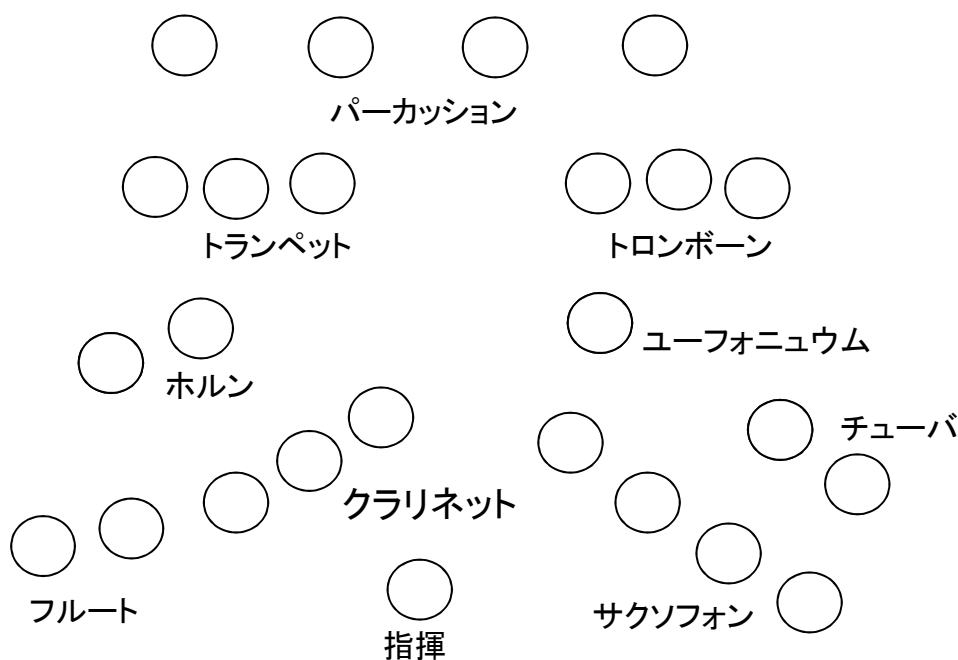 パーカッション
トランペット
トロンボーン
ユーフォニュウム
ホルン
チューバ
クラリネット
フルート
サクソフォン
指揮